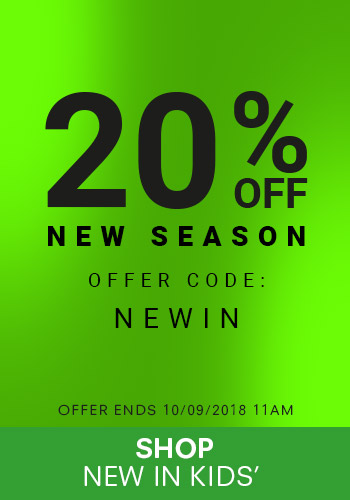 20%
OFF
NEW SEASON
OFFER CODE:
NEWIN
OFFER ENDS 10/09/2018 11AM
SHOP
NEW IN KIDS’